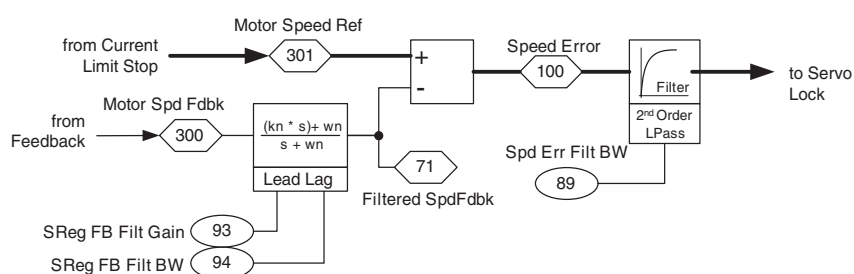 Motor Speed Ref
from Current
Limit Stop
301
+
-
Speed Error
100
Filter
2nd Order
LPass
to Servo
Lock
Motor Spd Fdbk
from
Feedback
300
(kn * s)+ wn
s + wn
Lead Lag
71
Filtered SpdFdbk
Spd Err Filt BW
89
SReg FB Filt Gain
93
SReg FB Filt BW
94